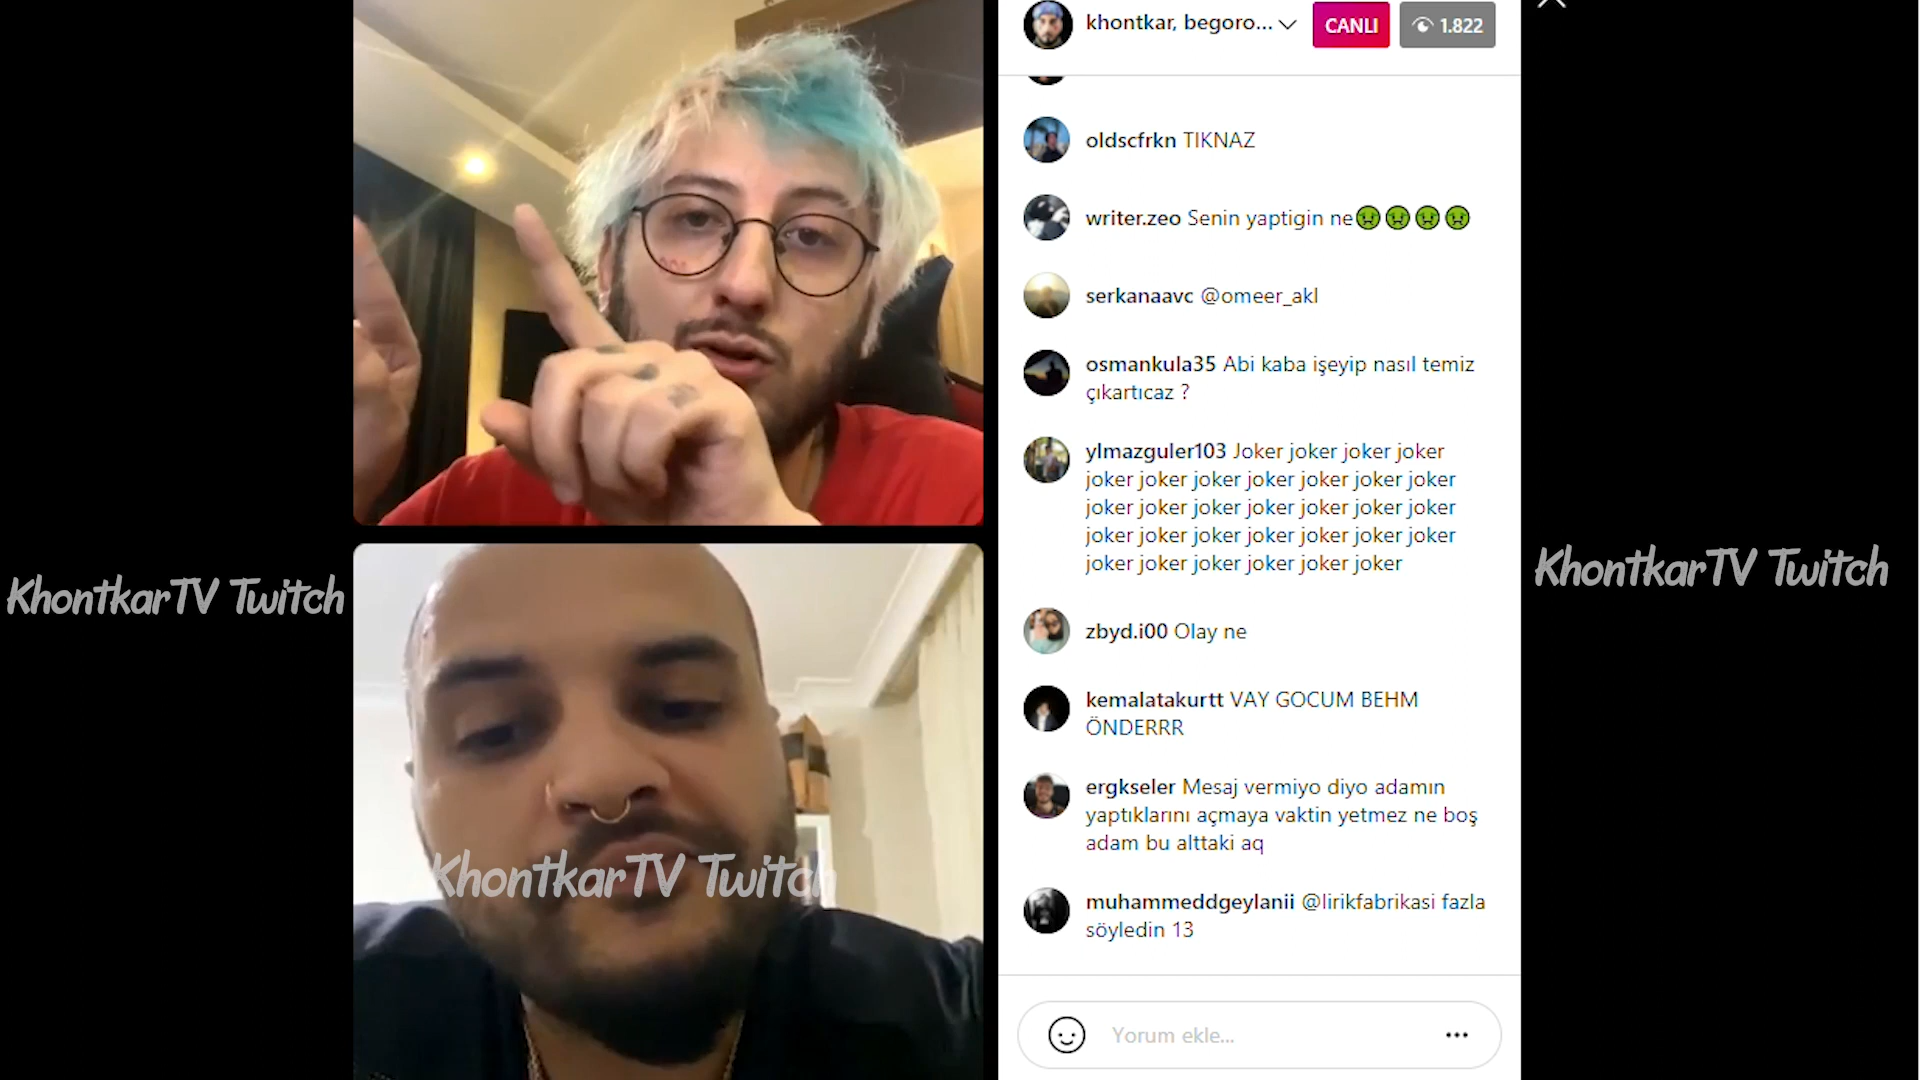 khontkar, begoro...
CANLI
1.822
oldscfrkn TIKNAZ
writer.zeo Senin yaptigin ne🤢🤢🤢🤢
serkanaavc @omeer_akl
osmankula35 Abi kaba işeyip nasıl temiz
çıkartıcaz ?
ylmazguler103 Joker joker joker joker
joker joker joker joker joker joker joker
joker joker joker joker joker joker joker
joker joker joker joker joker joker joker
joker joker joker joker joker joker
zbyd.i00 Olay ne
kemalatakurtt VAY GOCUM BEHM
ÖNDERRR
ergkseler Mesaj vermiyo diyo adamın
yaptıklarını açmaya vaktin yetmez ne boş
adam bu alttaki aq
muhammeddgeylanii @lirikfabrikasi fazla
söyledin 13
Yorum ekle...
KhontkarTV Twitch
KhontkarTV Twitch
KhontkarTV Twitch